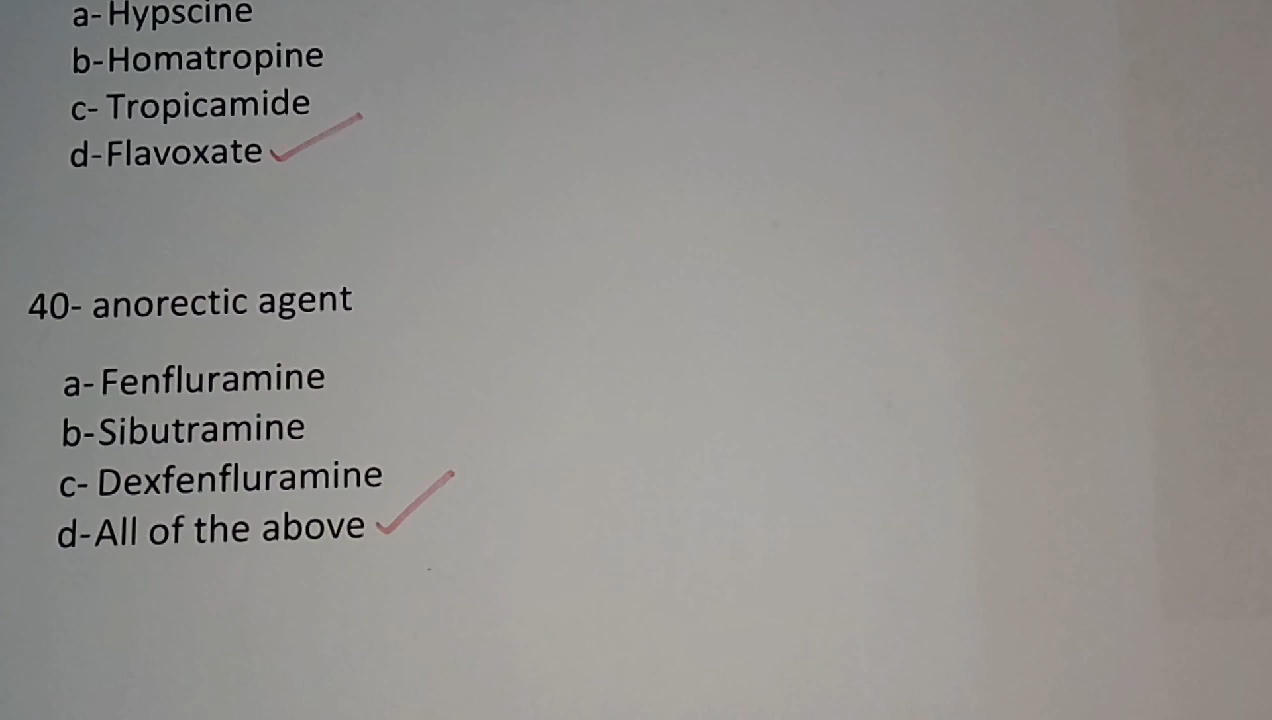 a- Hypscine
b-Homatropine
c- Tropicamide
d-Flavoxate
40- anorectic agent
a- Fenfluramine
b-Sibutramine
c- Dexfenfluramine
d-All of the above